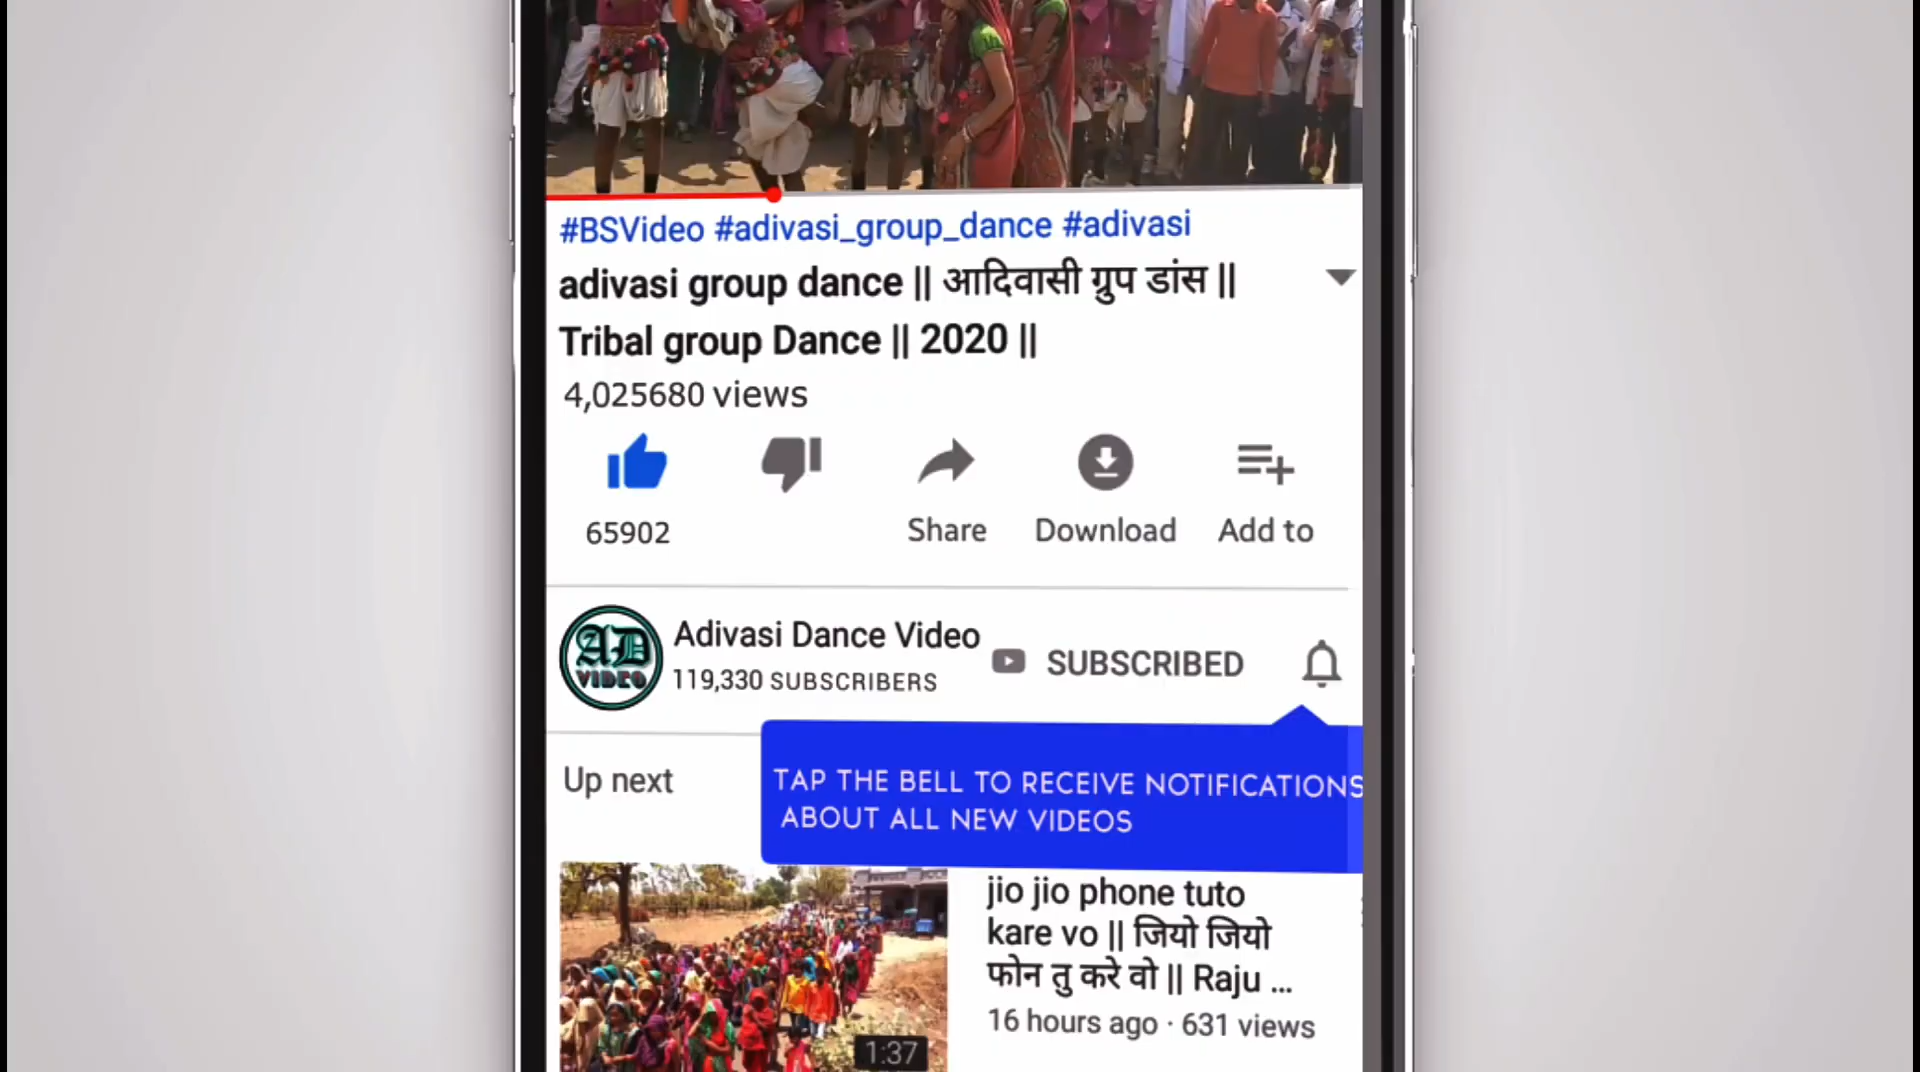 #BSVideo #adivasi_group_dance #adivasi
adivasi group dance || आदिवासी ग्रुप डांस ||
Tribal group Dance || 2020 ||
4,025680 views
65902
Share
Download
Add to
AD
VIDEO
Adivasi Dance Video
119,330 SUBSCRIBERS
SUBSCRIBED
TAP THE BELL TO RECEIVE NOTIFICATIONS
ABOUT ALL NEW VIDEOS
Up next
1:37
jio jio phone tuto
kare vo || जियो जियो
फोन तु करे वो || Raju ...
16 hours ago · 631 views